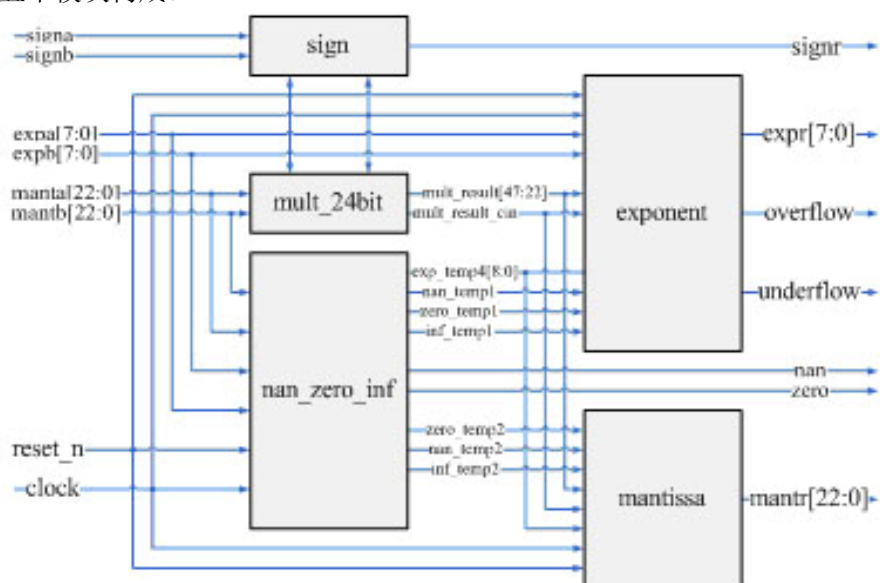 signa
signb
sign
signr
expa[7:0]
expb[7:0]
expr[7:0]
manta[22:0]
mantb[22:0]
mult_24bit
mult_result[47:22]
mult_result_cin
exponent
overflow
exp_temp4[8:0]
nan_temp1
zero_temp1
inf_temp1
underflow
nan_zero_inf
nan
zero
zero_temp2
nan_temp2
inf_temp2
reset_n
clock
mantissa
mantr[22:0]